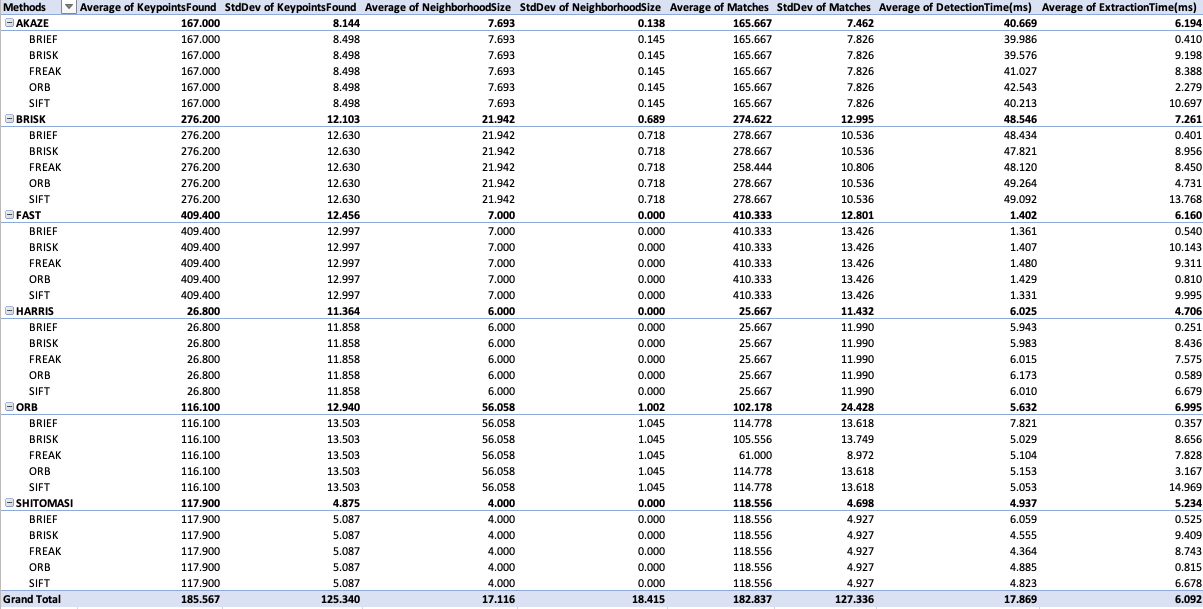 Methods Average of KeypointsFound StdDev of KeypointsFound Average of NeighborhoodSize StdDev of NeighborhoodSize Average of Matches StdDev of Matches Average of DetectionTime(ms) Average of ExtractionTime(ms)
AKAZE 167.000 8.144 7.693 0.138 165.667 7.462 40.669 6.194
BRIEF 167.000 8.498 7.693 0.145 165.667 7.826 39.986 0.410
BRISK 167.000 8.498 7.693 0.145 165.667 7.826 39.576 9.198
FREAK 167.000 8.498 7.693 0.145 165.667 7.826 41.027 8.388
ORB 167.000 8.498 7.693 0.145 165.667 7.826 42.543 2.279
SIFT 167.000 8.498 7.693 0.145 165.667 7.826 40.213 10.697
BRISK 276.200 12.103 21.942 0.689 274.622 12.995 48.546 7.261
BRIEF 276.200 12.630 21.942 0.718 278.667 10.536 48.434 0.401
BRISK 276.200 12.630 21.942 0.718 278.667 10.536 47.821 8.956
FREAK 276.200 12.630 21.942 0.718 258.444 10.806 48.120 8.450
ORB 276.200 12.630 21.942 0.718 278.667 10.536 49.264 4.731
SIFT 276.200 12.630 21.942 0.718 278.667 10.536 49.092 13.768
FAST 409.400 12.456 7.000 0.000 410.333 12.801 1.402 6.160
BRIEF 409.400 12.997 7.000 0.000 410.333 13.426 1.361 0.540
BRISK 409.400 12.997 7.000 0.000 410.333 13.426 1.407 10.143
FREAK 409.400 12.997 7.000 0.000 410.333 13.426 1.480 9.311
ORB 409.400 12.997 7.000 0.000 410.333 13.426 1.429 0.810
SIFT 409.400 12.997 7.000 0.000 410.333 13.426 1.331 9.995
HARRIS 26.800 11.364 6.000 0.000 25.667 11.432 6.025 4.706
BRIEF 26.800 11.858 6.000 0.000 25.667 11.990 5.943 0.251
BRISK 26.800 11.858 6.000 0.000 25.667 11.990 5.983 8.436
FREAK 26.800 11.858 6.000 0.000 25.667 11.990 6.015 7.575
ORB 26.800 11.858 6.000 0.000 25.667 11.990 6.173 0.589
SIFT 26.800 11.858 6.000 0.000 25.667 11.990 6.010 6.679
ORB 116.100 12.940 56.058 1.002 102.178 24.428 5.632 6.995
BRIEF 116.100 13.503 56.058 1.045 114.778 13.618 7.821 0.357
BRISK 116.100 13.503 56.058 1.045 105.556 13.749 5.029 8.656
FREAK 116.100 13.503 56.058 1.045 61.000 8.972 5.104 7.828
ORB 116.100 13.503 56.058 1.045 114.778 13.618 5.153 3.167
SIFT 116.100 13.503 56.058 1.045 114.778 13.618 5.053 14.969
SHITOMASI 117.900 4.875 4.000 0.000 118.556 4.698 4.937 5.234
BRIEF 117.900 5.087 4.000 0.000 118.556 4.927 6.059 0.525
BRISK 117.900 5.087 4.000 0.000 118.556 4.927 4.555 9.409
FREAK 117.900 5.087 4.000 0.000 118.556 4.927 4.364 8.743
ORB 117.900 5.087 4.000 0.000 118.556 4.927 4.885 0.815
SIFT 117.900 5.087 4.000 0.000 118.556 4.927 4.823 6.678
Grand Total 185.567 125.340 17.116 18.415 182.837 127.336 17.869 6.092